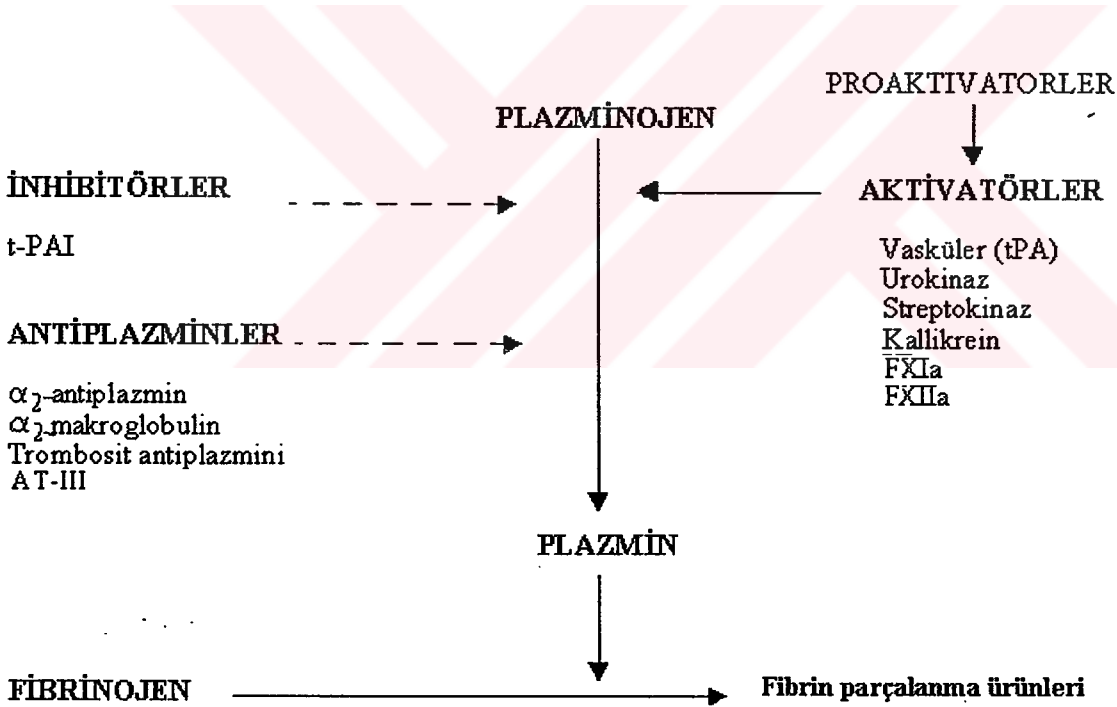 PROAKTIVATORLER
PLAZMİNOJEN
İNHİBİTÖRLER
AKTİVATÖRLER
t-PAI
Vasküler (tPA)
Urokinaz
Streptokinaz
Kallikrein
FXIa
FXIIa
ANTİPLAZMİNLER
α2-antiplazmin
α2-makroglobulin
Trombosit antiplazmini
AT-III
PLAZMİN
FİBRİNOJEN
Fibrin parçalanma ürünleri